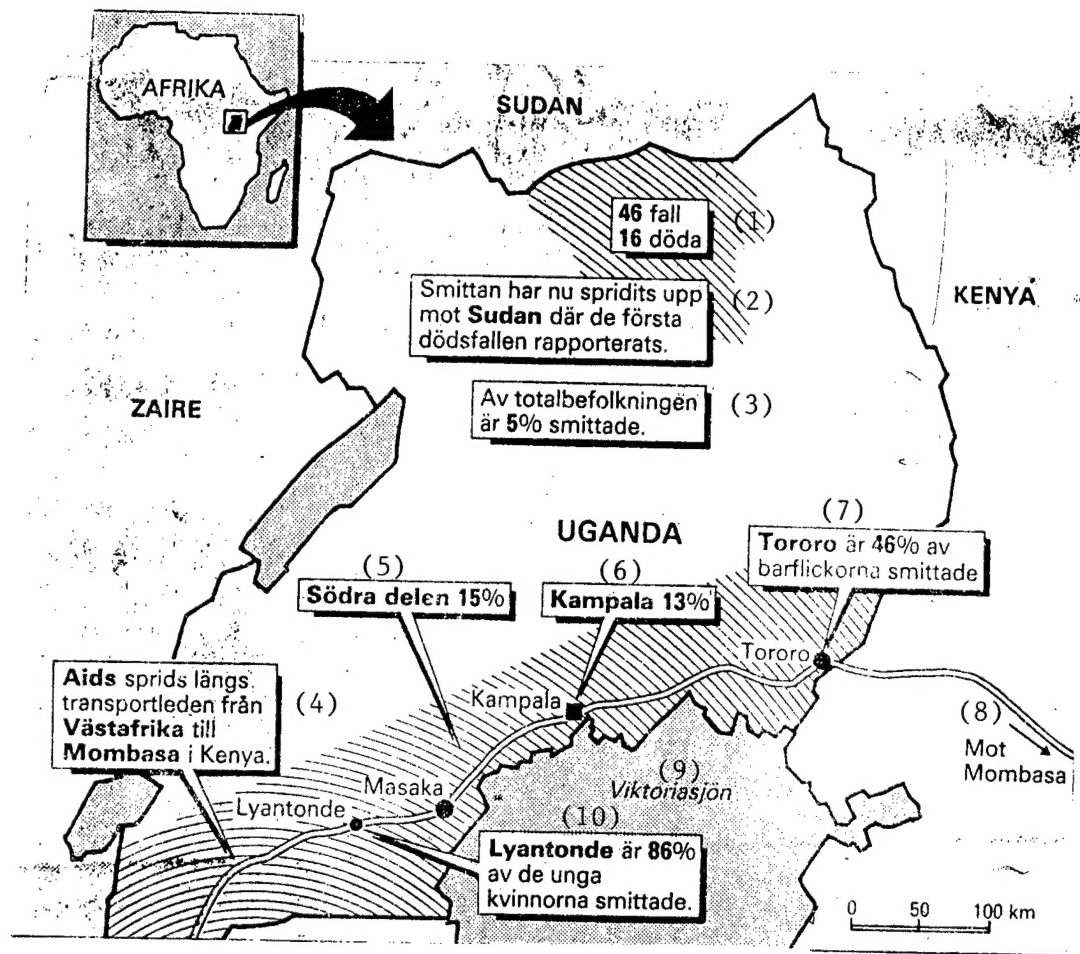 AFRIKA
SUDAN
46 fall
16 döda
(1)
Smittan har nu spridits upp
mot Sudan där de första
dödsfallen rapporterats.
(2)
KENYA
ZAIRE
Av totalbefolkningen
är 5% smittade.
(3)
UGANDA
(7)
Tororo är 46% av
barflickorna smittade
(5)
Södra delen 15%
(6)
Kampala 13%
Aids sprids längs
transportleden från
Västafrika till
Mombasa i Kenya.
(4)
Tororo
Kampala
(8)
Mot
Mombasa
(9)
Viktoriasjön
Masaka
Lyantonde
(10)
Lyantonde är 86%
av de unga
kvinnorna smittade.
0 50 100 km